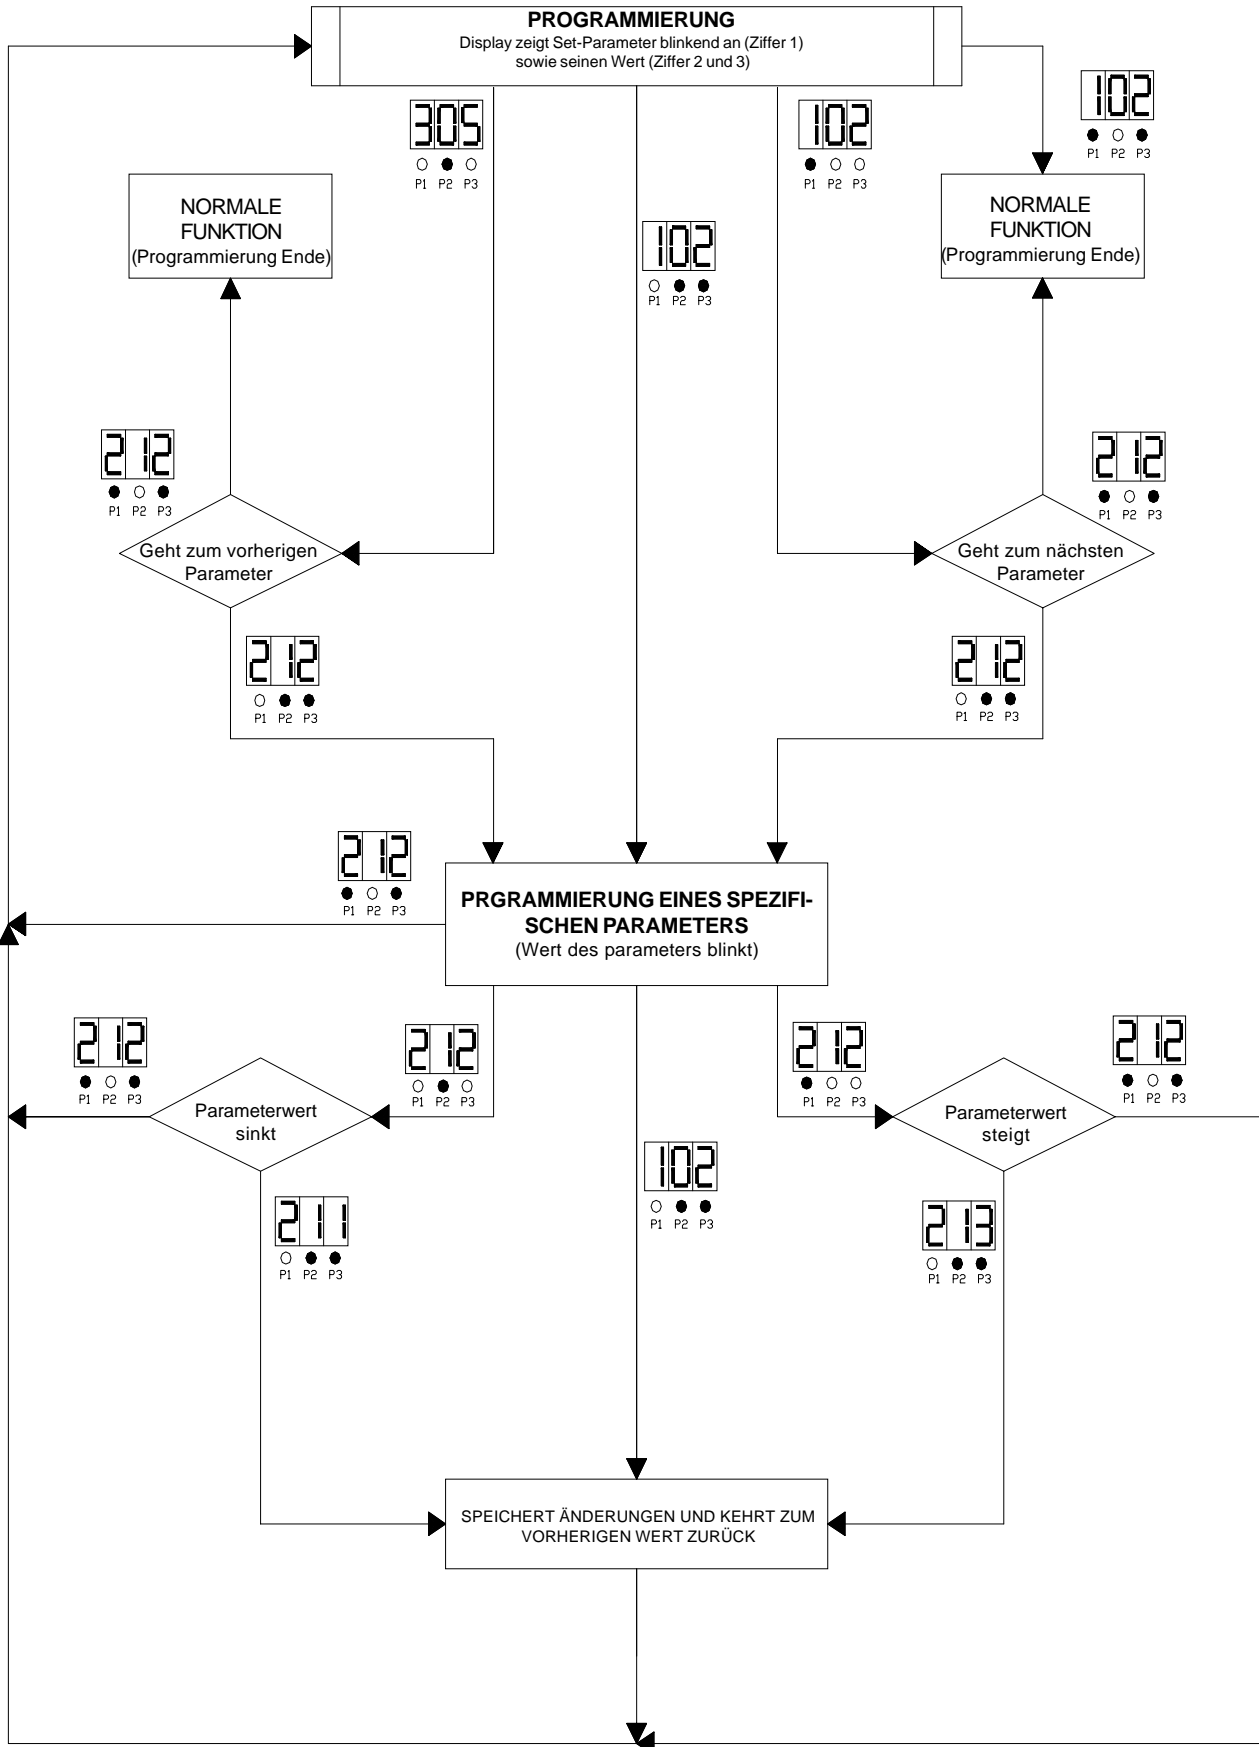 PROGRAMMIERUNG
Display zeigt Set-Parameter blinkend an (Ziffer 1)
sowie seinen Wert (Ziffer 2 und 3)
305
P1 P2 P3
102
P1 P2 P3
102
P1 P2 P3
NORMALE
FUNKTION
(Programmierung Ende)
102
P1 P2 P3
NORMALE
FUNKTION
(Programmierung Ende)
212
P1 P2 P3
212
P1 P2 P3
Geht zum vorherigen
Parameter
Geht zum nächsten
Parameter
212
P1 P2 P3
212
P1 P2 P3
212
P1 P2 P3
PRGRAMMIERUNG EINES SPEZIFI-
SCHEN PARAMETERS
(Wert des parameters blinkt)
212
P1 P2 P3
212
P1 P2 P3
212
P1 P2 P3
212
P1 P2 P3
Parameterwert
sinkt
Parameterwert
steigt
102
P1 P2 P3
211
P1 P2 P3
213
P1 P2 P3
SPEICHERT ÄNDERUNGEN UND KEHRT ZUM
VORHERIGEN WERT ZURÜCK